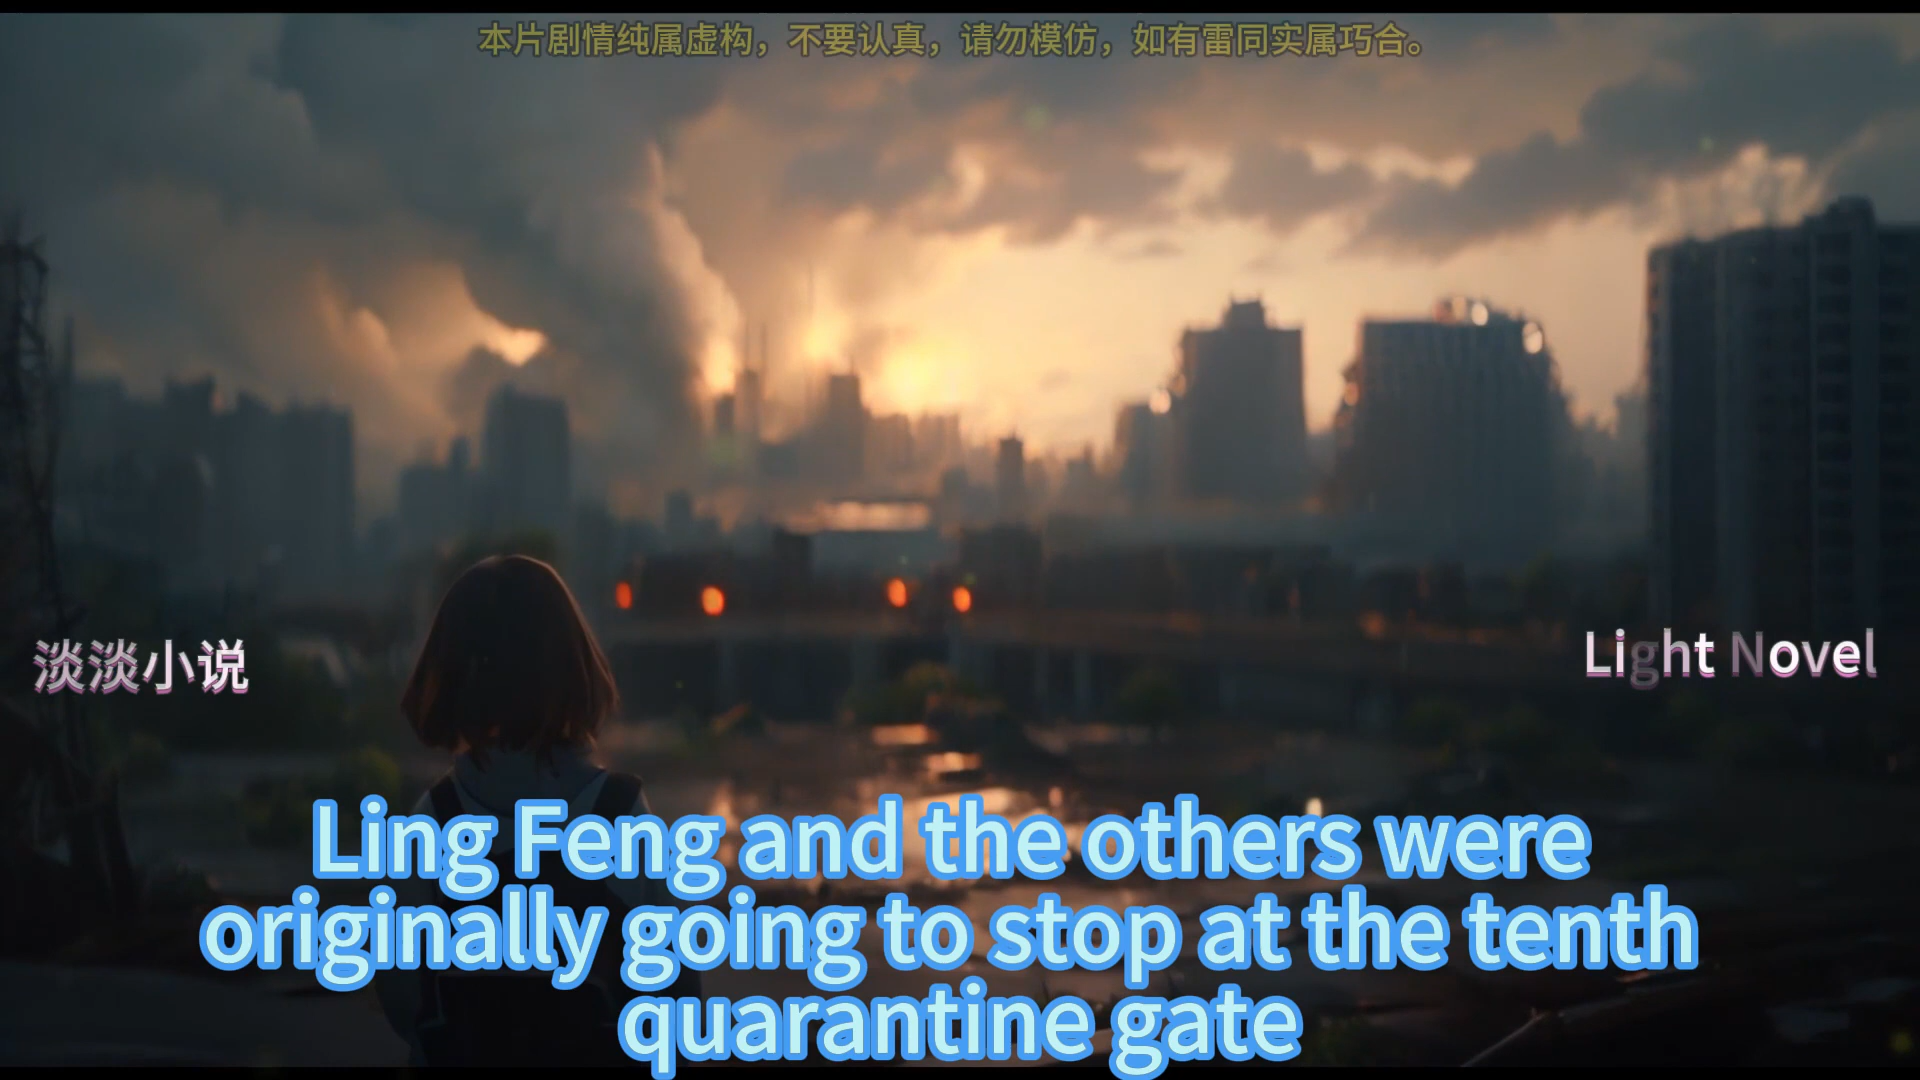 本片剧情纯属虚构，不要认真，请勿模仿，如有雷同实属巧合。
淡淡小说
Light Novel
Ling Feng and the others were
originally going to stop at the tenth
quarantine gate